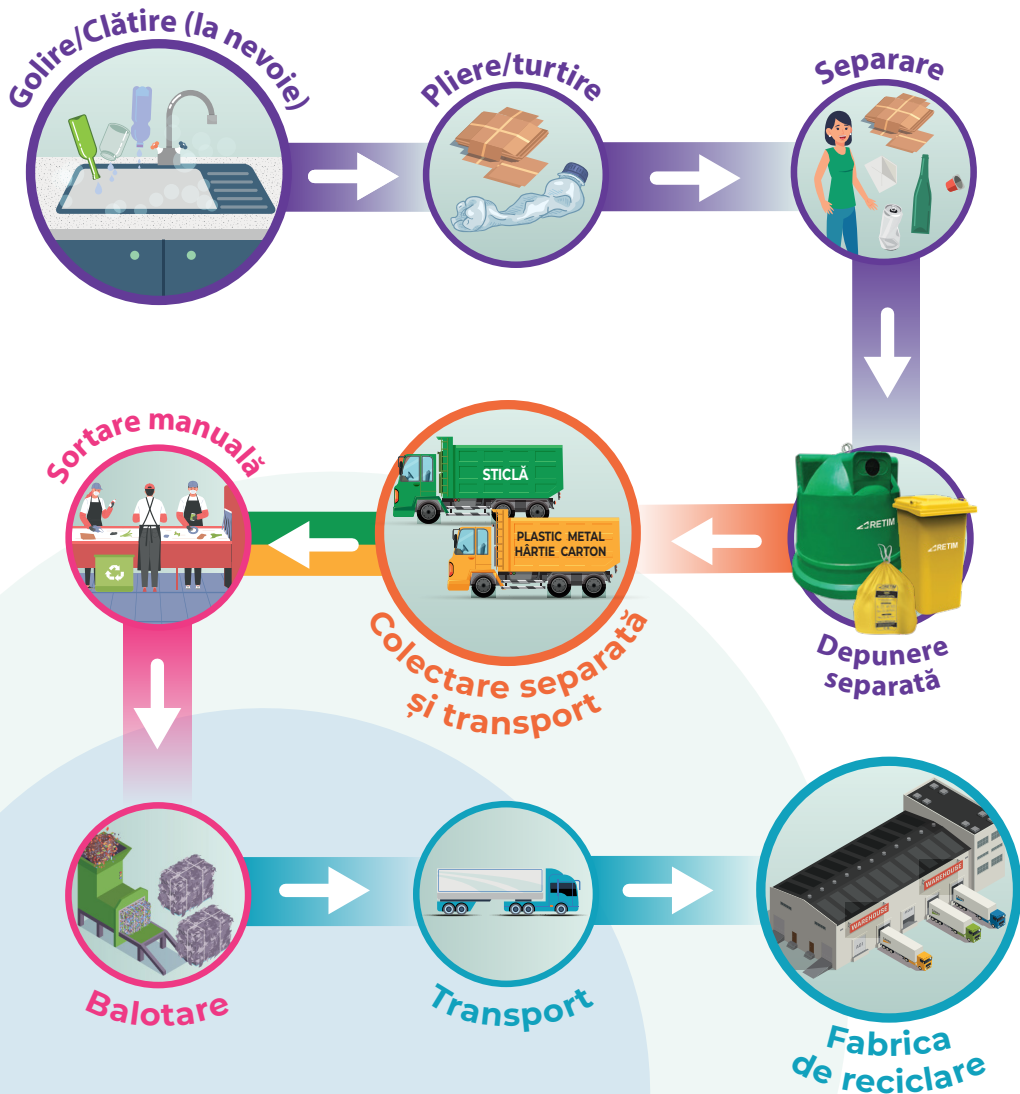 Golire/Clătire (la nevoie)
Pliere/turtire
Separare
Sortare manuală
STICLĂ
PLASTIC METAL
HÂRTIE CARTON
Colectare separată
și transport
RETIM
RETIM
Depunere
separată
Balotare
Transport
WAREHOUSE
WAREHOUSE
Fabrica
de reciclare